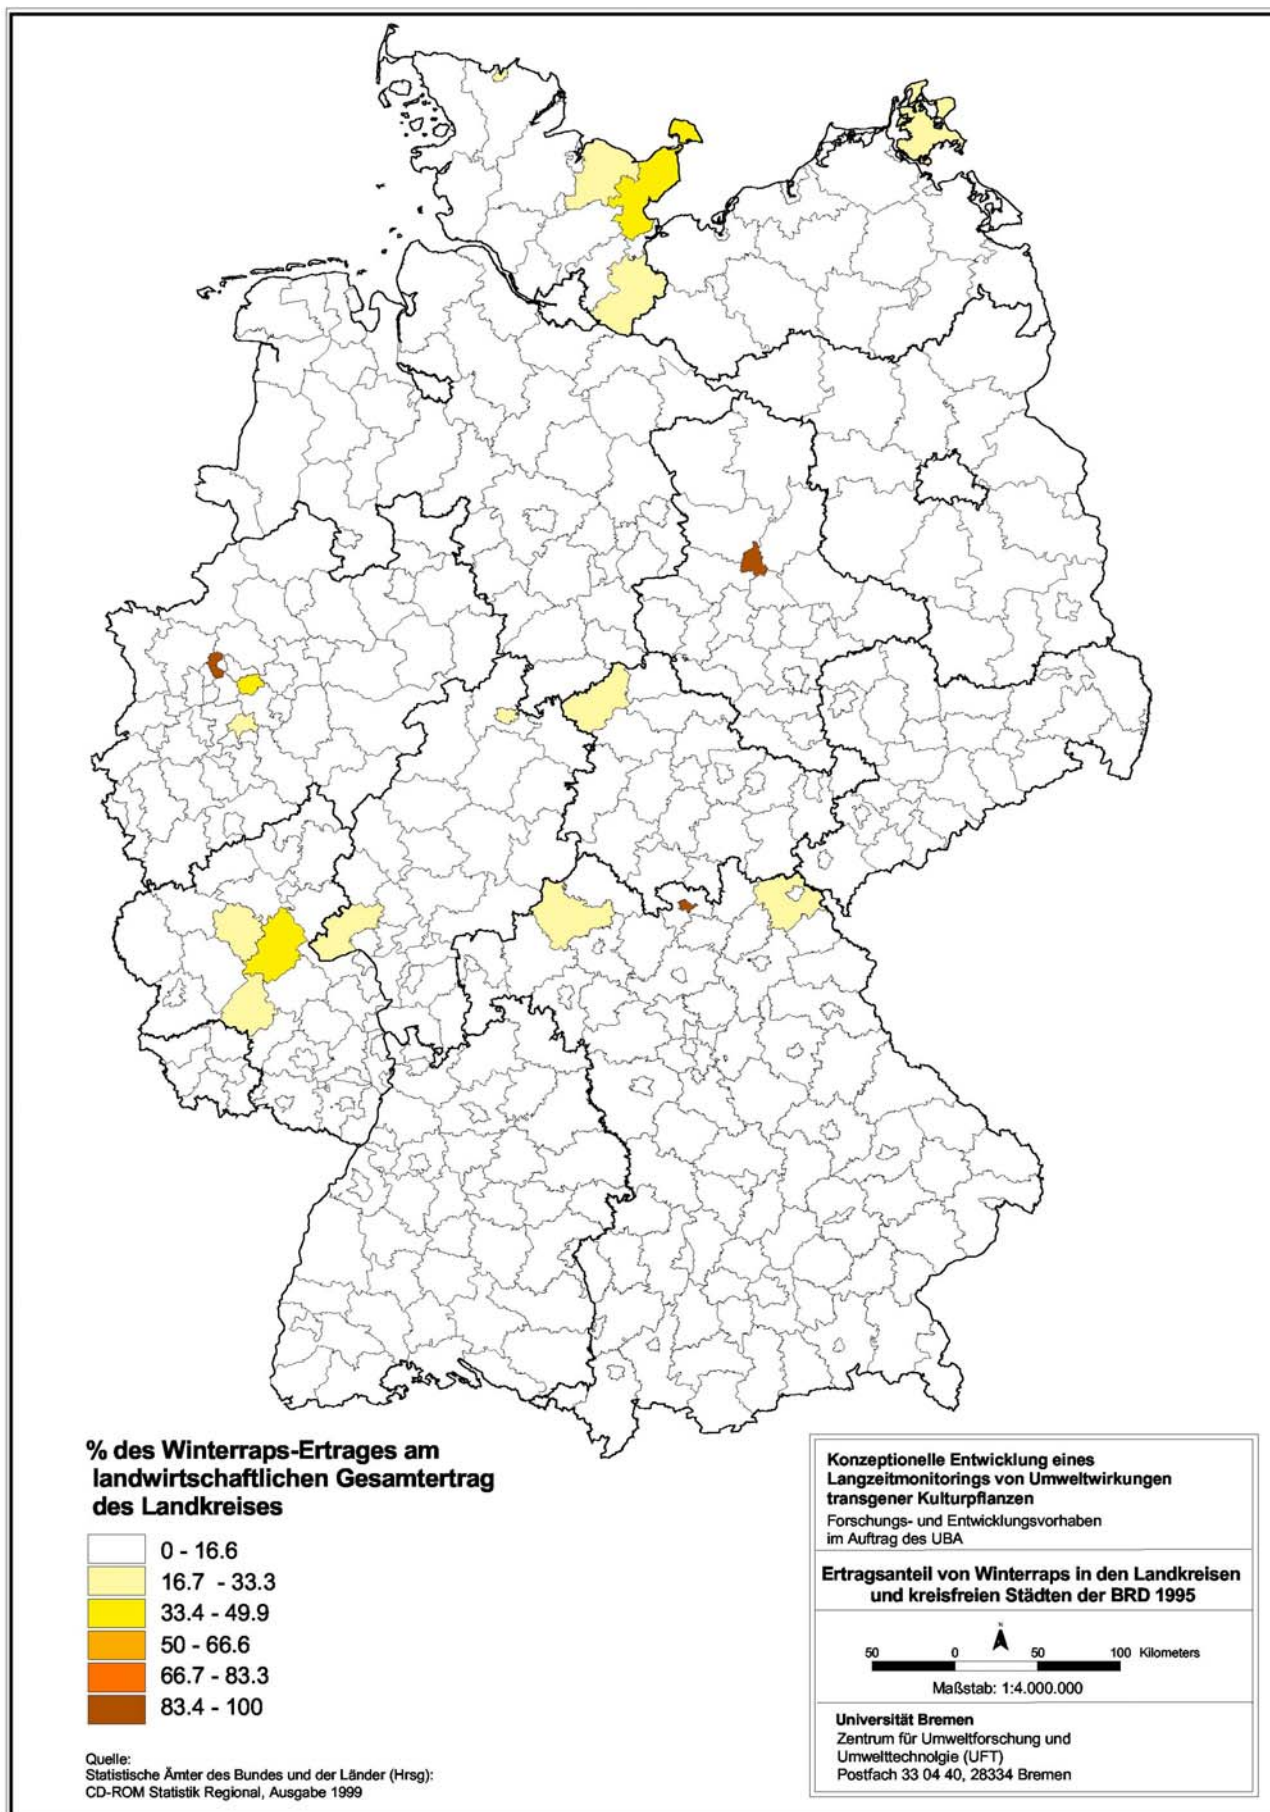 % des Winterraps-Ertrages am
landwirtschaftlichen Gesamtertrag
des Landkreises
0 - 16.6
16.7 - 33.3
33.4 - 49.9
50 - 66.6
66.7 - 83.3
83.4 - 100
Quelle:
Statistische Ämter des Bundes und der Länder (Hrsg):
CD-ROM Statistik Regional, Ausgabe 1999
Konzeptionelle Entwicklung eines
Langzeitmonitorings von Umweltwirkungen
transgener Kulturpflanzen
Forschungs- und Entwicklungsvorhaben
im Auftrag des UBA
Ertragsanteil von Winterraps in den Landkreisen
und kreisfreien Städten der BRD 1995
N
50 0 50 100 Kilometers
Maßstab: 1:4.000.000
Universität Bremen
Zentrum für Umweltforschung und
Umwelttechnolgie (UFT)
Postfach 33 04 40, 28334 Bremen